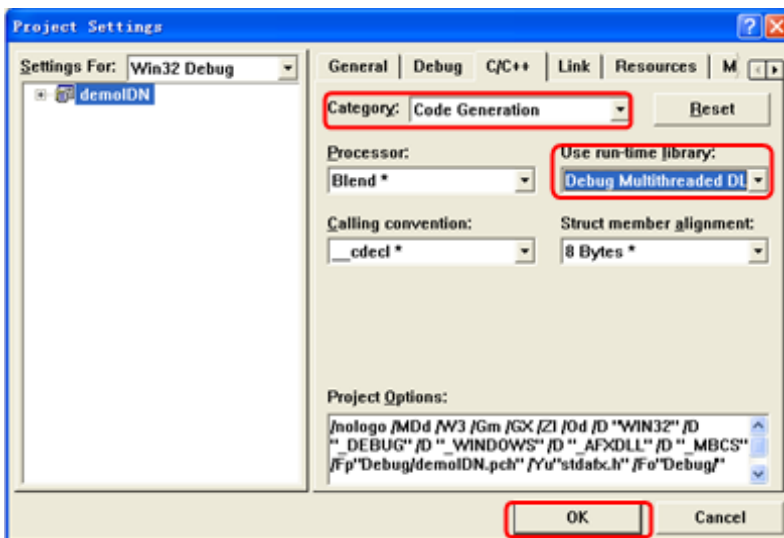 Project Settings
Settings For: Win32 Debug
demoIDN
General Debug C/C++ Link Resources M
Category: Code Generation
Reset
Processor:
Use run-time library:
Blend *
Debug Multithreaded DL
Calling convention:
Struct member alignment:
__cdecl *
8 Bytes *
Project Options:
/nologo /MDd /W3 /Gm /GX /ZI /Od /D "WIN32" /D
"_DEBUG" /D "_WINDOWS" /D "_AFXDLL" /D "_MBCS"
/Fp"Debug/demoIDN.pch" /Yu"stdafx.h" /Fo"Debug/"
OK
Cancel